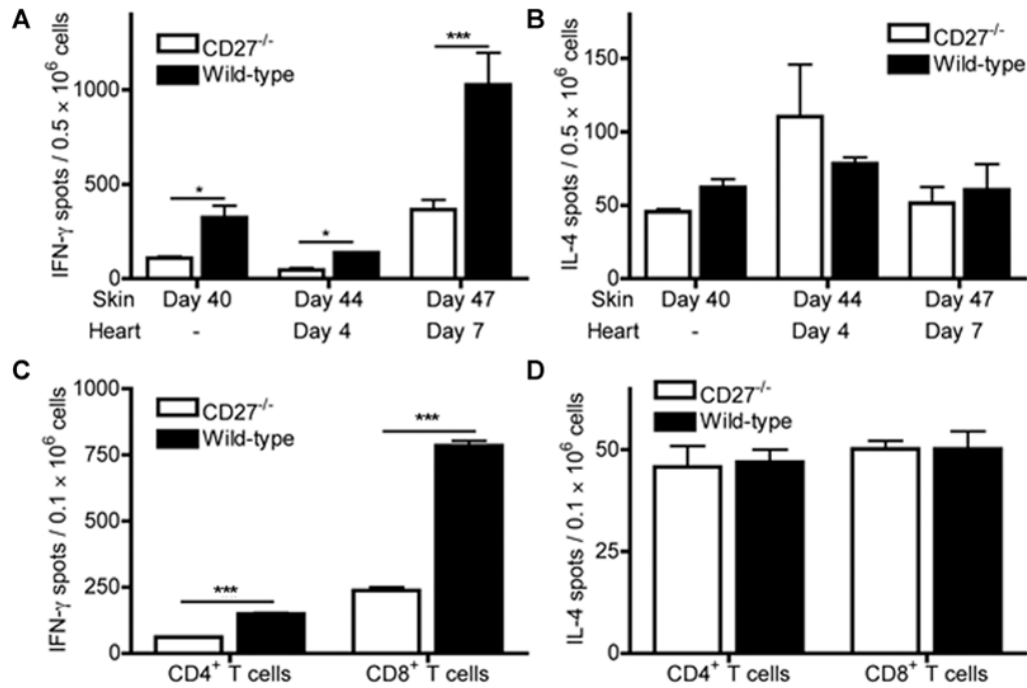 A
IFN-γ spots / 0.5 × 10⁶ cells
CD27⁻/⁻
Wild-type
***
*
*
1000
500
0
Skin Day 40 Day 44 Day 47
Heart - Day 4 Day 7
B
IL-4 spots / 0.5 × 10⁶ cells
CD27⁻/⁻
Wild-type
150
100
50
0
Skin Day 40 Day 44 Day 47
Heart - Day 4 Day 7
C
IFN-γ spots / 0.1 × 10⁶ cells
CD27⁻/⁻
Wild-type
***
***
1000
750
500
250
0
CD4⁺ T cells CD8⁺ T cells
D
IL-4 spots / 0.1 × 10⁶ cells
CD27⁻/⁻
Wild-type
50
25
0
CD4⁺ T cells CD8⁺ T cells